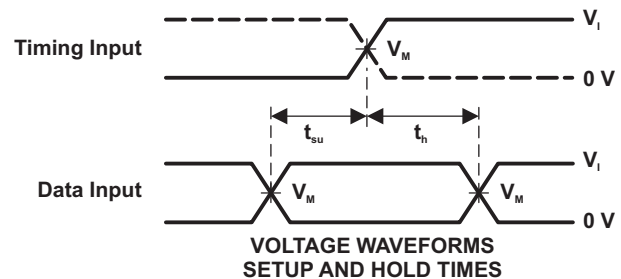 V_I
Timing Input
V_M
0 V
t_su
t_h
V_I
Data Input
V_M
V_M
0 V
VOLTAGE WAVEFORMS
SETUP AND HOLD TIMES